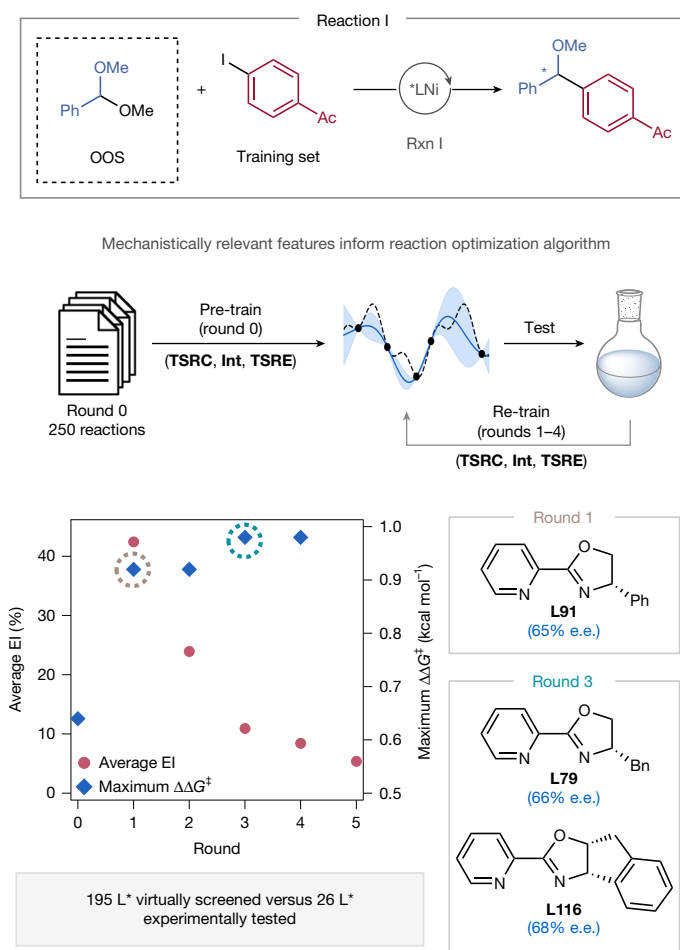 Reaction I
OMe
Ph
OMe
OOS
+
I
Ac
Training set
*LNi
Rxn I
OMe
*
Ph
Ac
Mechanistically relevant features inform reaction optimization algorithm
Round 0
250 reactions
Pre-train
(round 0)
(TSRC, Int, TSRE)
Test
Re-train
(rounds 1–4)
(TSRC, Int, TSRE)
Average EI (%)
40
30
20
10
0
Average EI
Maximum ΔΔG‡
0 1 2 3 4 5
Round
1.0
0.9
0.8
0.7
0.6
0.5
Maximum ΔΔG‡ (kcal mol−1)
195 L* virtually screened versus 26 L*
experimentally tested
Round 1
O
N
N
Ph
L91
(65% e.e.)
Round 3
O
N
N
Bn
L79
(66% e.e.)
O
N
N
L116
(68% e.e.)